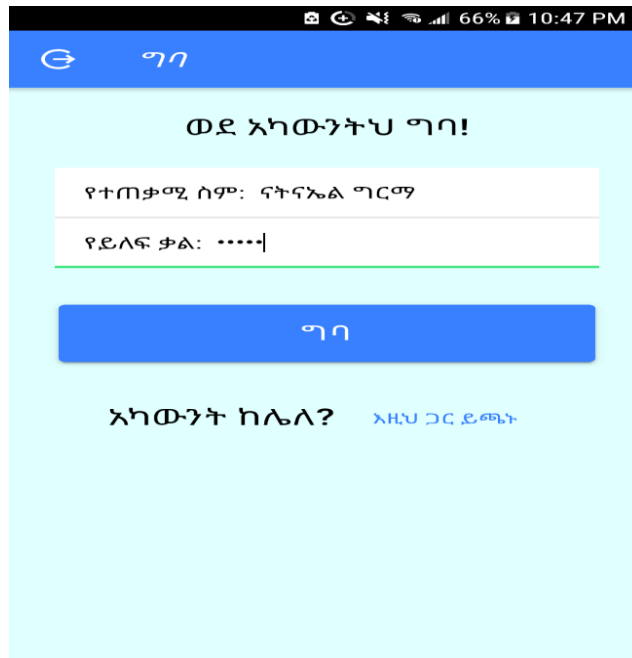 66% 10:47 PM
ግባ
ወደ አካውንትህ ግባ!
የተጠቃሚ ስም: ናትናኤል ግርማ
የይለፍ ቃል: •••••
ግባ
አካውንት ከሌለ? እዚህ ጋር ይጫኑ